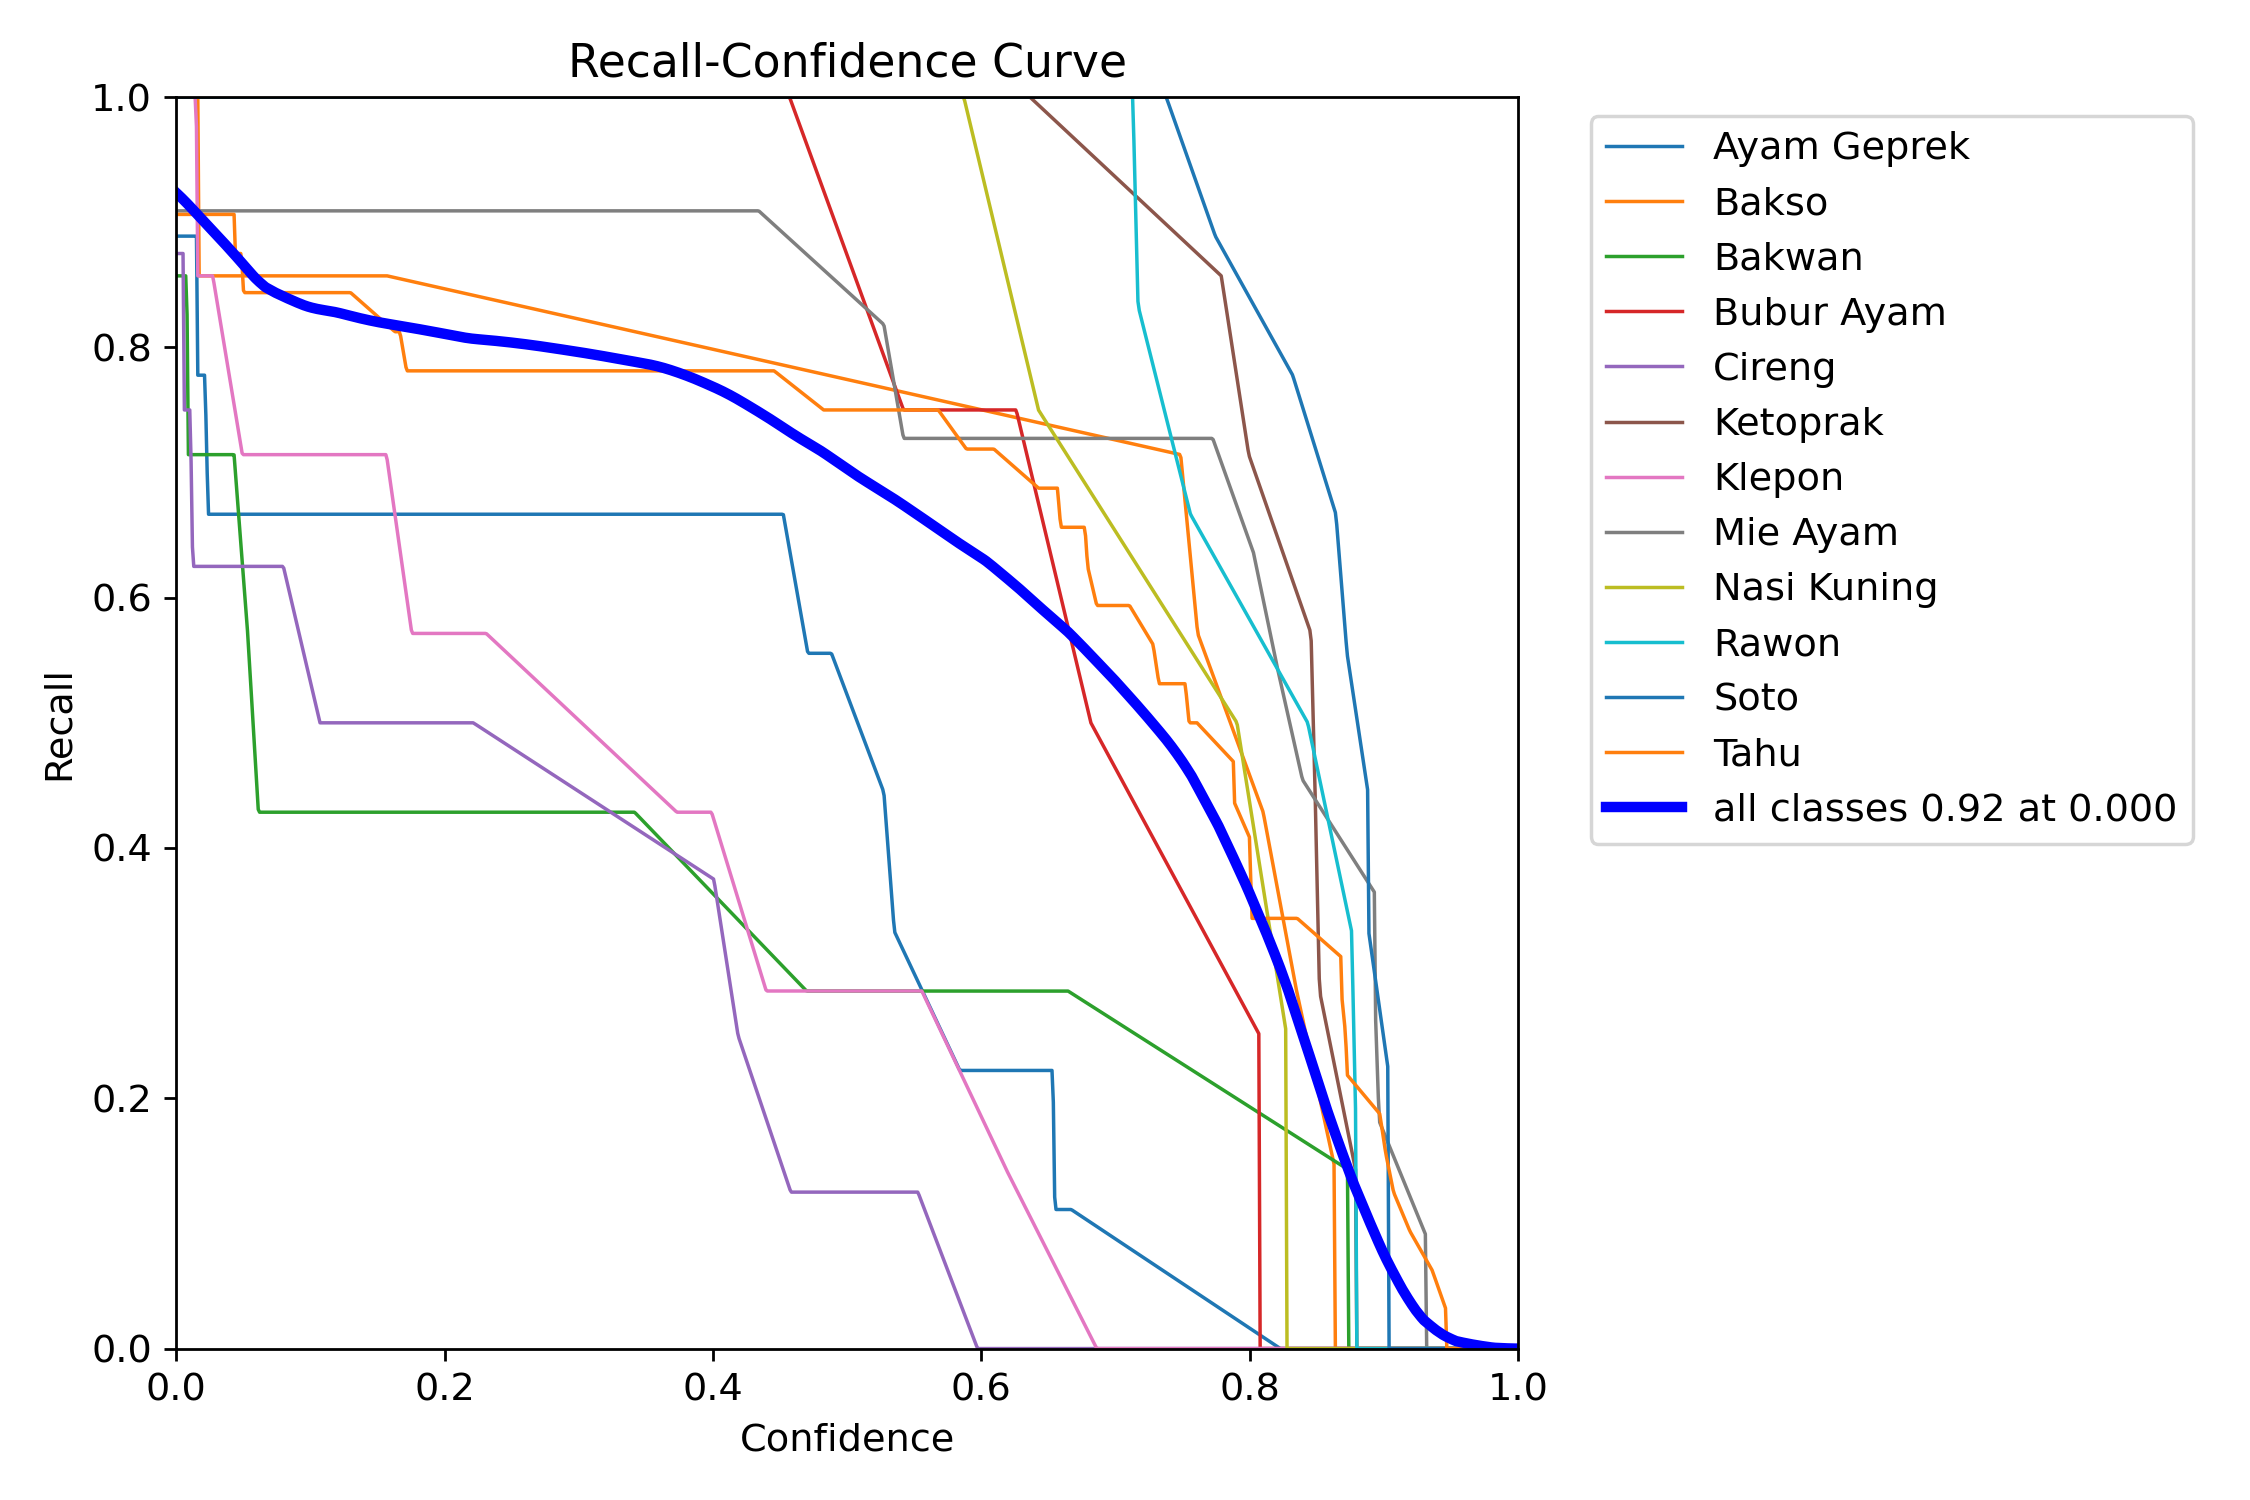 Recall-Confidence Curve
1.0
0.8
0.6
0.4
0.2
0.0
Recall
0.0 0.2 0.4 0.6 0.8 1.0
Confidence
Ayam Geprek
Bakso
Bakwan
Bubur Ayam
Cireng
Ketoprak
Klepon
Mie Ayam
Nasi Kuning
Rawon
Soto
Tahu
all classes 0.92 at 0.000